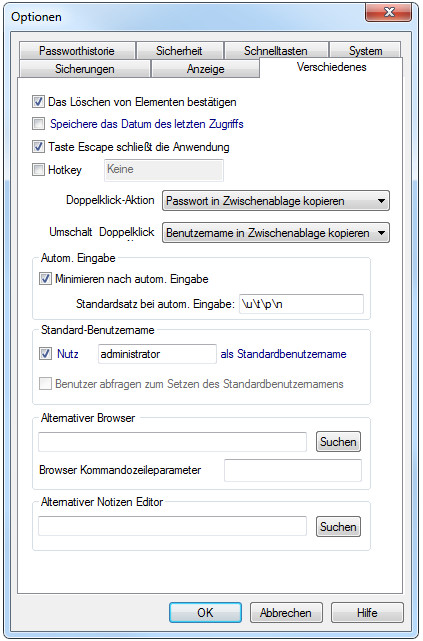 Optionen
Passworthistorie Sicherheit Schnelltasten System
Sicherungen Anzeige Verschiedenes
Das Löschen von Elementen bestätigen
Speichere das Datum des letzten Zugriffs
Taste Escape schließt die Anwendung
Hotkey Keine
Doppelklick-Aktion Passwort in Zwischenablage kopieren
Umschalt Doppelklick Benutzername in Zwischenablage kopieren
Autom. Eingabe
Minimieren nach autom. Eingabe
Standardsatz bei autom. Eingabe: \u\t\p\n
Standard-Benutzername
Nutz administrator als Standardbenutzername
Benutzer abfragen zum Setzen des Standardbenutzernamens
Alternativer Browser
Suchen
Browser Kommandozeileparameter
Alternativer Notizen Editor
Suchen
OK Abbrechen Hilfe